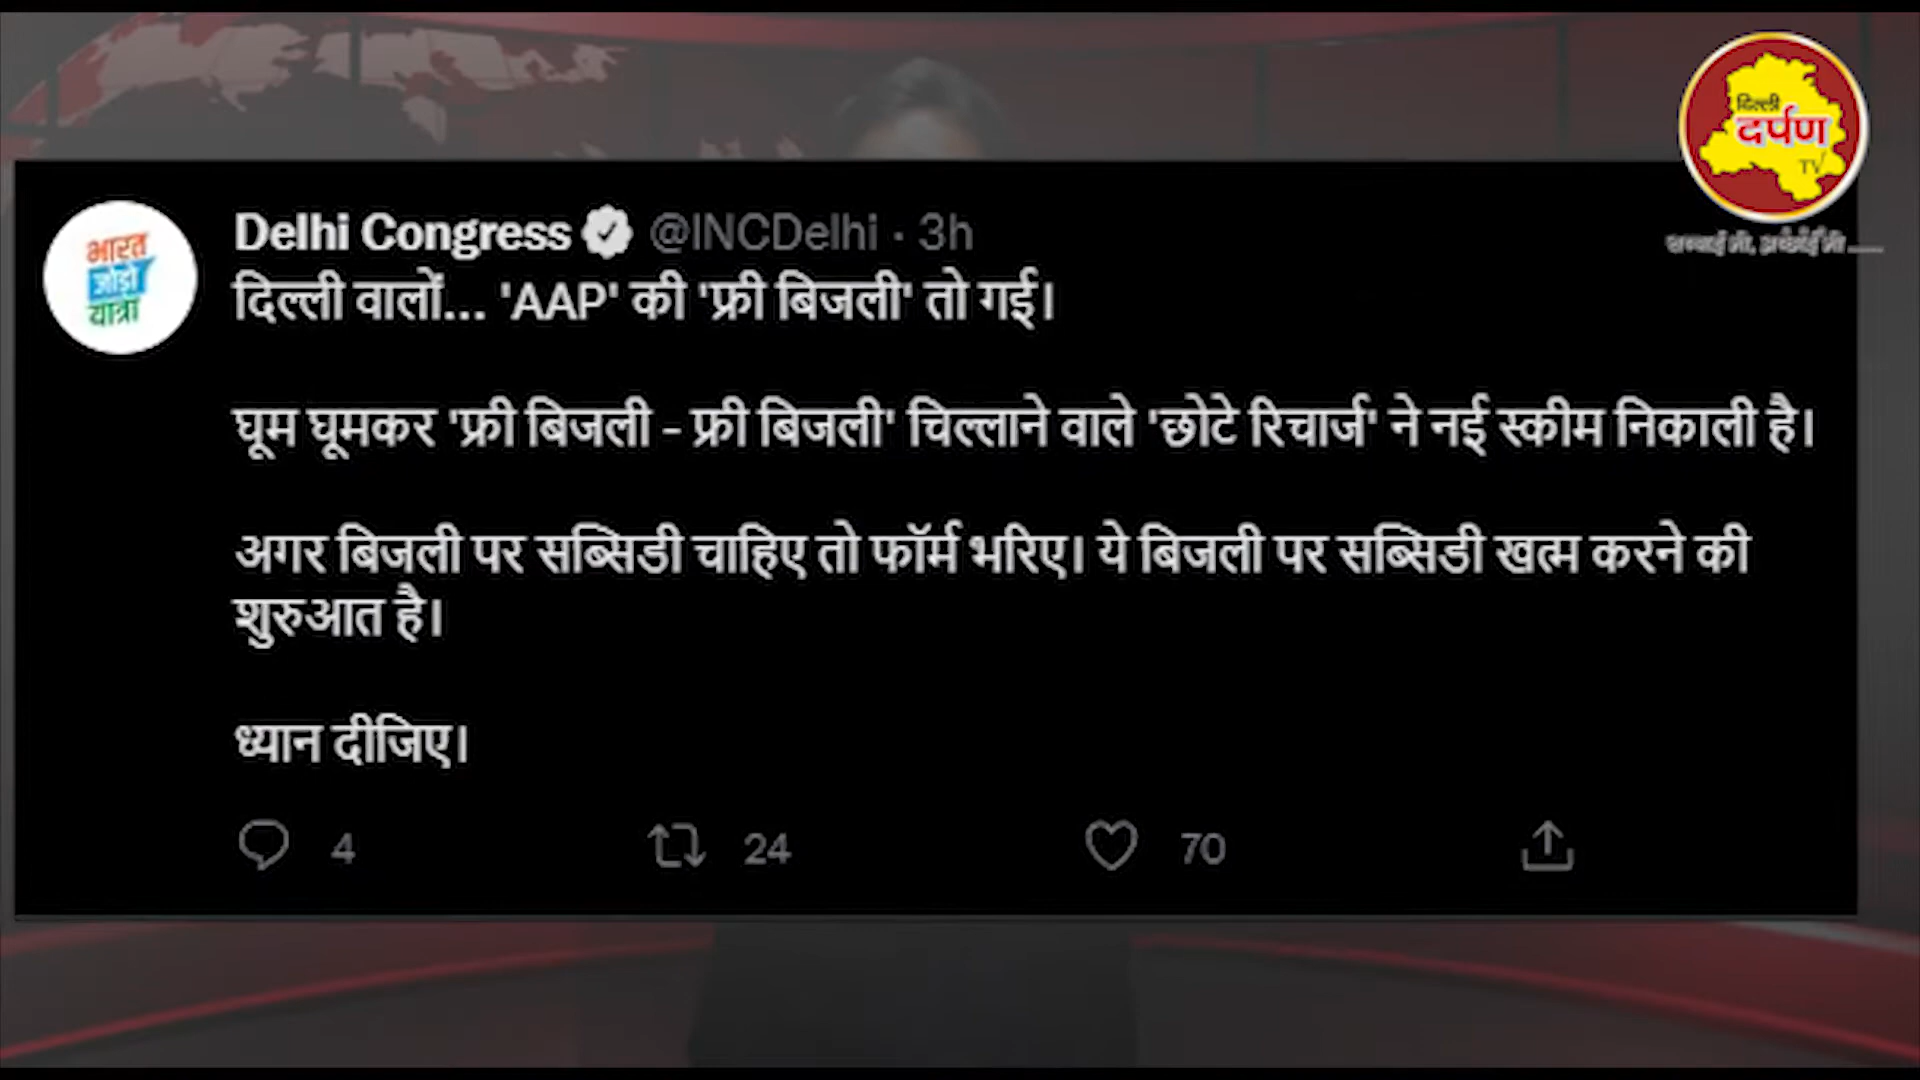 दिल्ली
दर्पण
TV
भारत
जोड़ो
यात्रा
Delhi Congress @INCDelhi · 3h
दिल्ली वालों... 'AAP' की 'फ्री बिजली' तो गई।
घूम घूमकर 'फ्री बिजली - फ्री बिजली' चिल्लाने वाले 'छोटे रिचार्ज' ने नई स्कीम निकाली है।
अगर बिजली पर सब्सिडी चाहिए तो फॉर्म भरिए। ये बिजली पर सब्सिडी खत्म करने की
शुरुआत है।
ध्यान दीजिए।
4 24 70